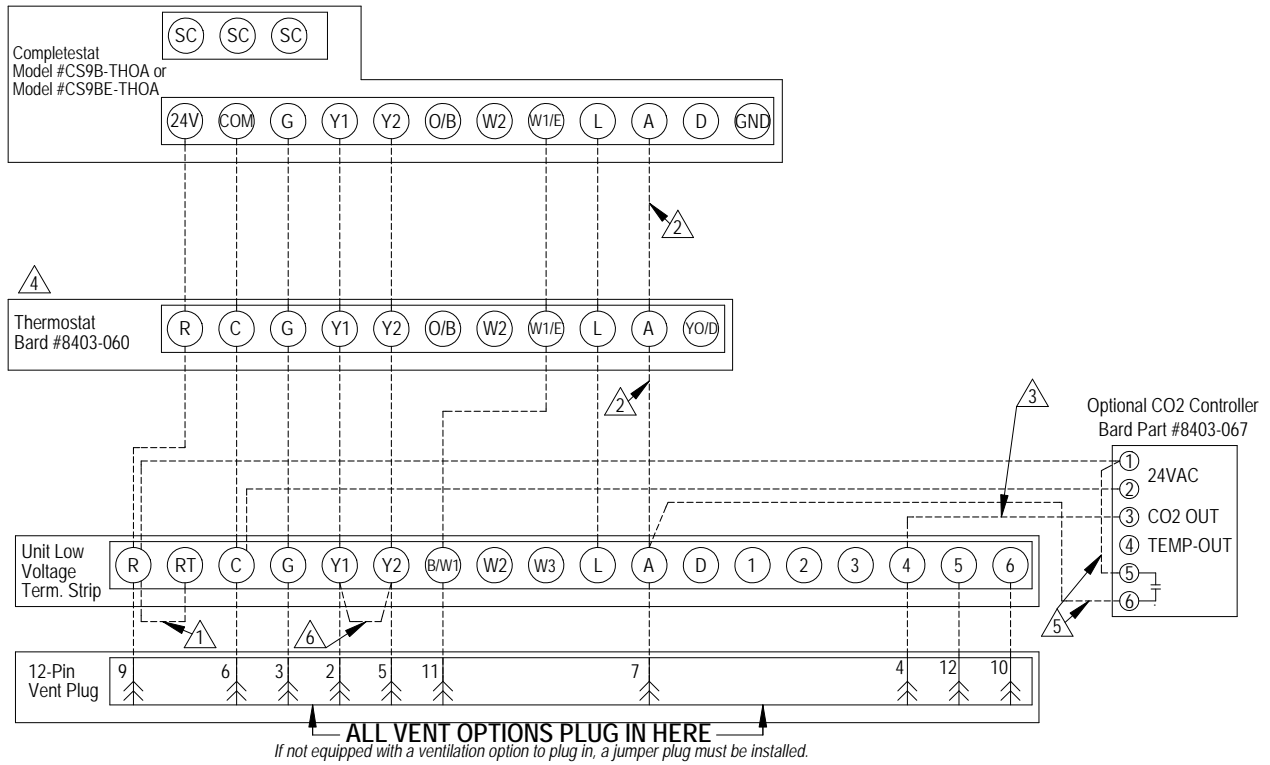 SC SC SC
Completestat
Model #CS9B-THOA or
Model #CS9BE-THOA
24V COM G Y1 Y2 O/B W2 W1/E L A D GND
2
4
Thermostat
Bard #8403-060
R C G Y1 Y2 O/B W2 W1/E L A YO/D
2
3
Optional CO2 Controller
Bard Part #8403-067
1
24VAC
2
3 CO2 OUT
4 TEMP-OUT
5
6
5
Unit Low
Voltage
Term. Strip
R RT C G Y1 Y2 B/W1 W2 W3 L A D 1 2 3 4 5 6
1
6
12-Pin
Vent Plug
9 6 3 2 5 11 7 4 12 10
ALL VENT OPTIONS PLUG IN HERE
If not equipped with a ventilation option to plug in, a jumper plug must be installed.